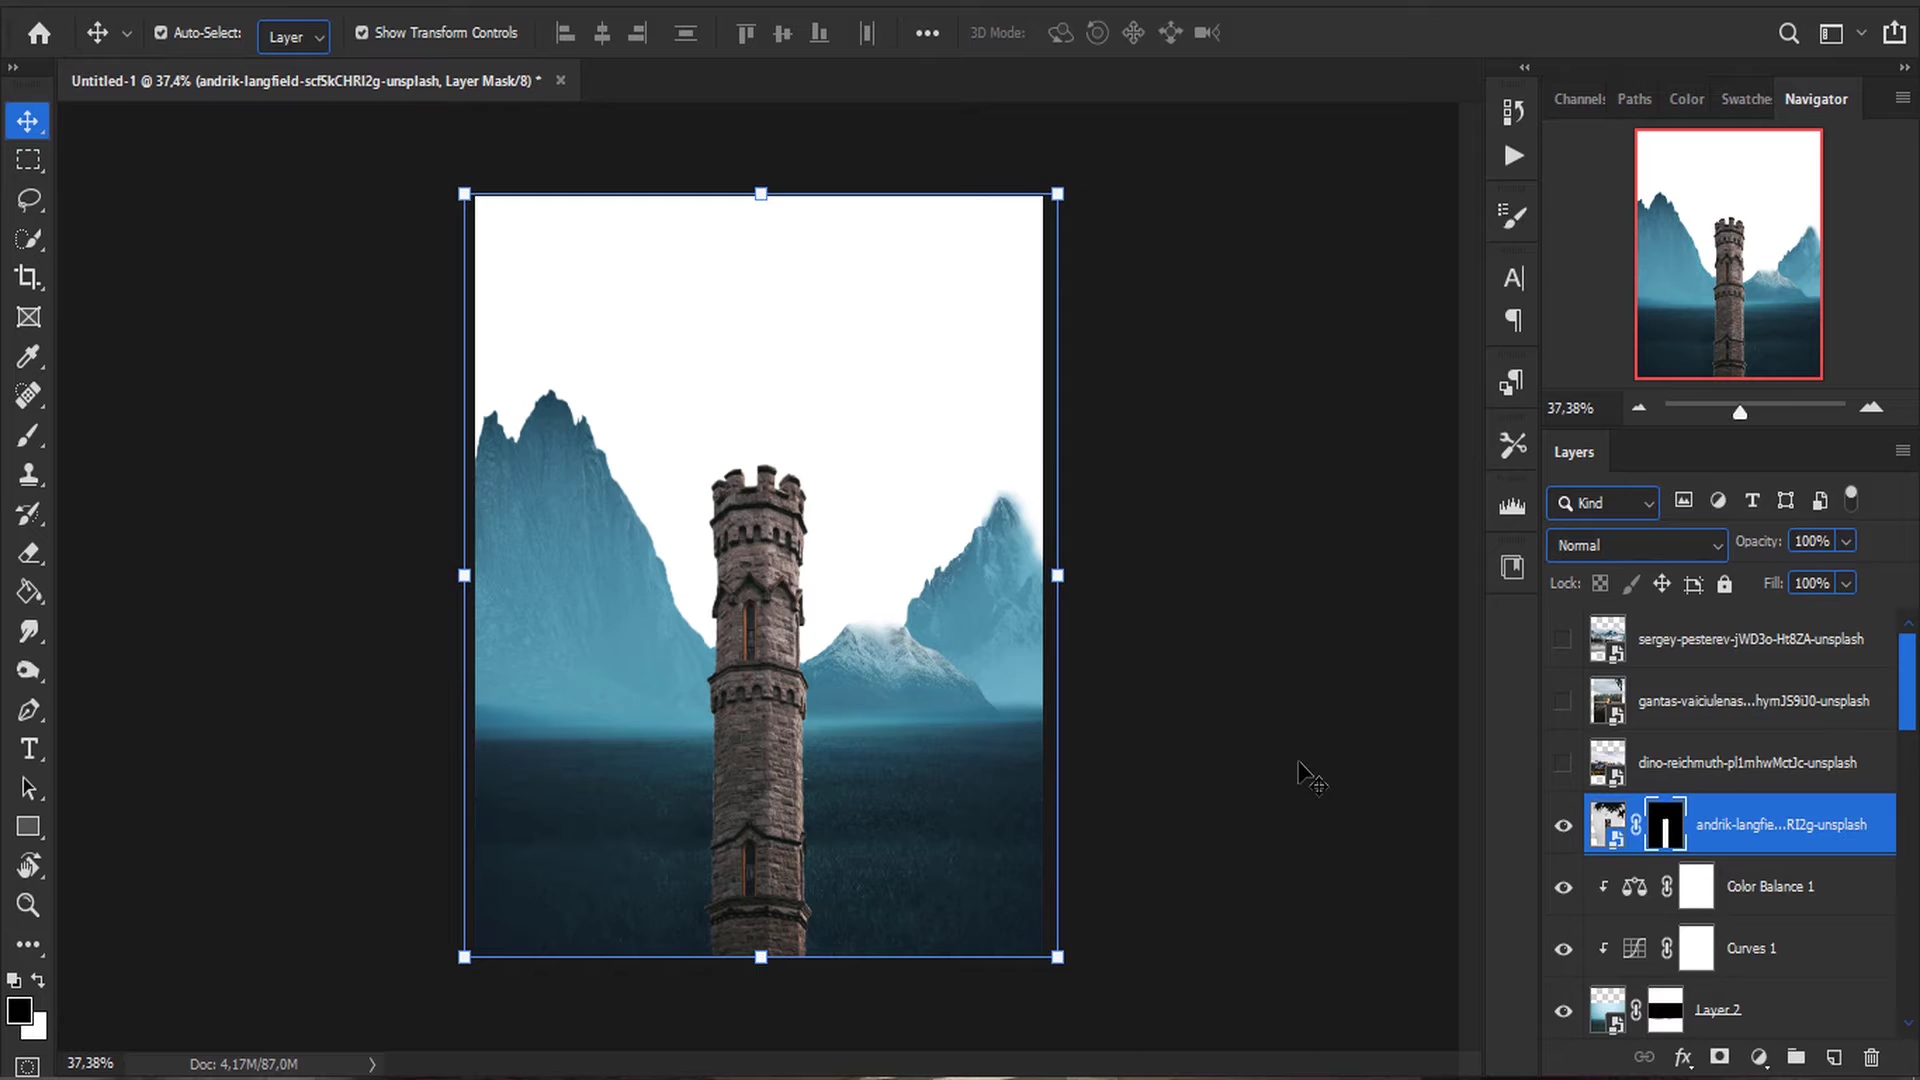 Auto-Select:
Layer
Show Transform Controls
3D Mode:
Untitled-1 @ 37,4% (andrik-langfield-scfSkCHRI2g-unsplash, Layer Mask/8) *
Channels
Paths
Color
Swatche
Navigator
37,38%
Layers
Kind
Normal
Opacity:
100%
Lock:
Fill:
100%
sergey-pesterev-jWD3o-Ht8ZA-unsplash
gantas-vaiciulenas...hymJS9iJ0-unsplash
dino-reichmuth-pl1mhwMctJc-unsplash
andrik-langfie...RI2g-unsplash
Color Balance 1
Curves 1
Layer 2
37,38%
Doc: 4,17M/87,0M